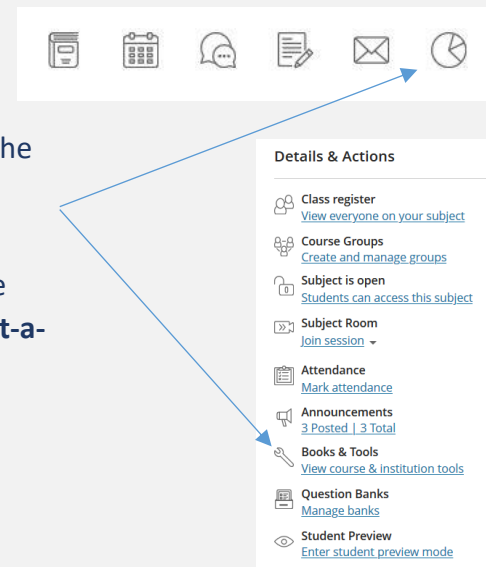 he
e
t-a-
Details & Actions
Class register
View everyone on your subject
Course Groups
Create and manage groups
Subject is open
Students can access this subject
Subject Room
Join session
Attendance
Mark attendance
Announcements
3 Posted | 3 Total
Books & Tools
View course & institution tools
Question Banks
Manage banks
Student Preview
Enter student preview mode